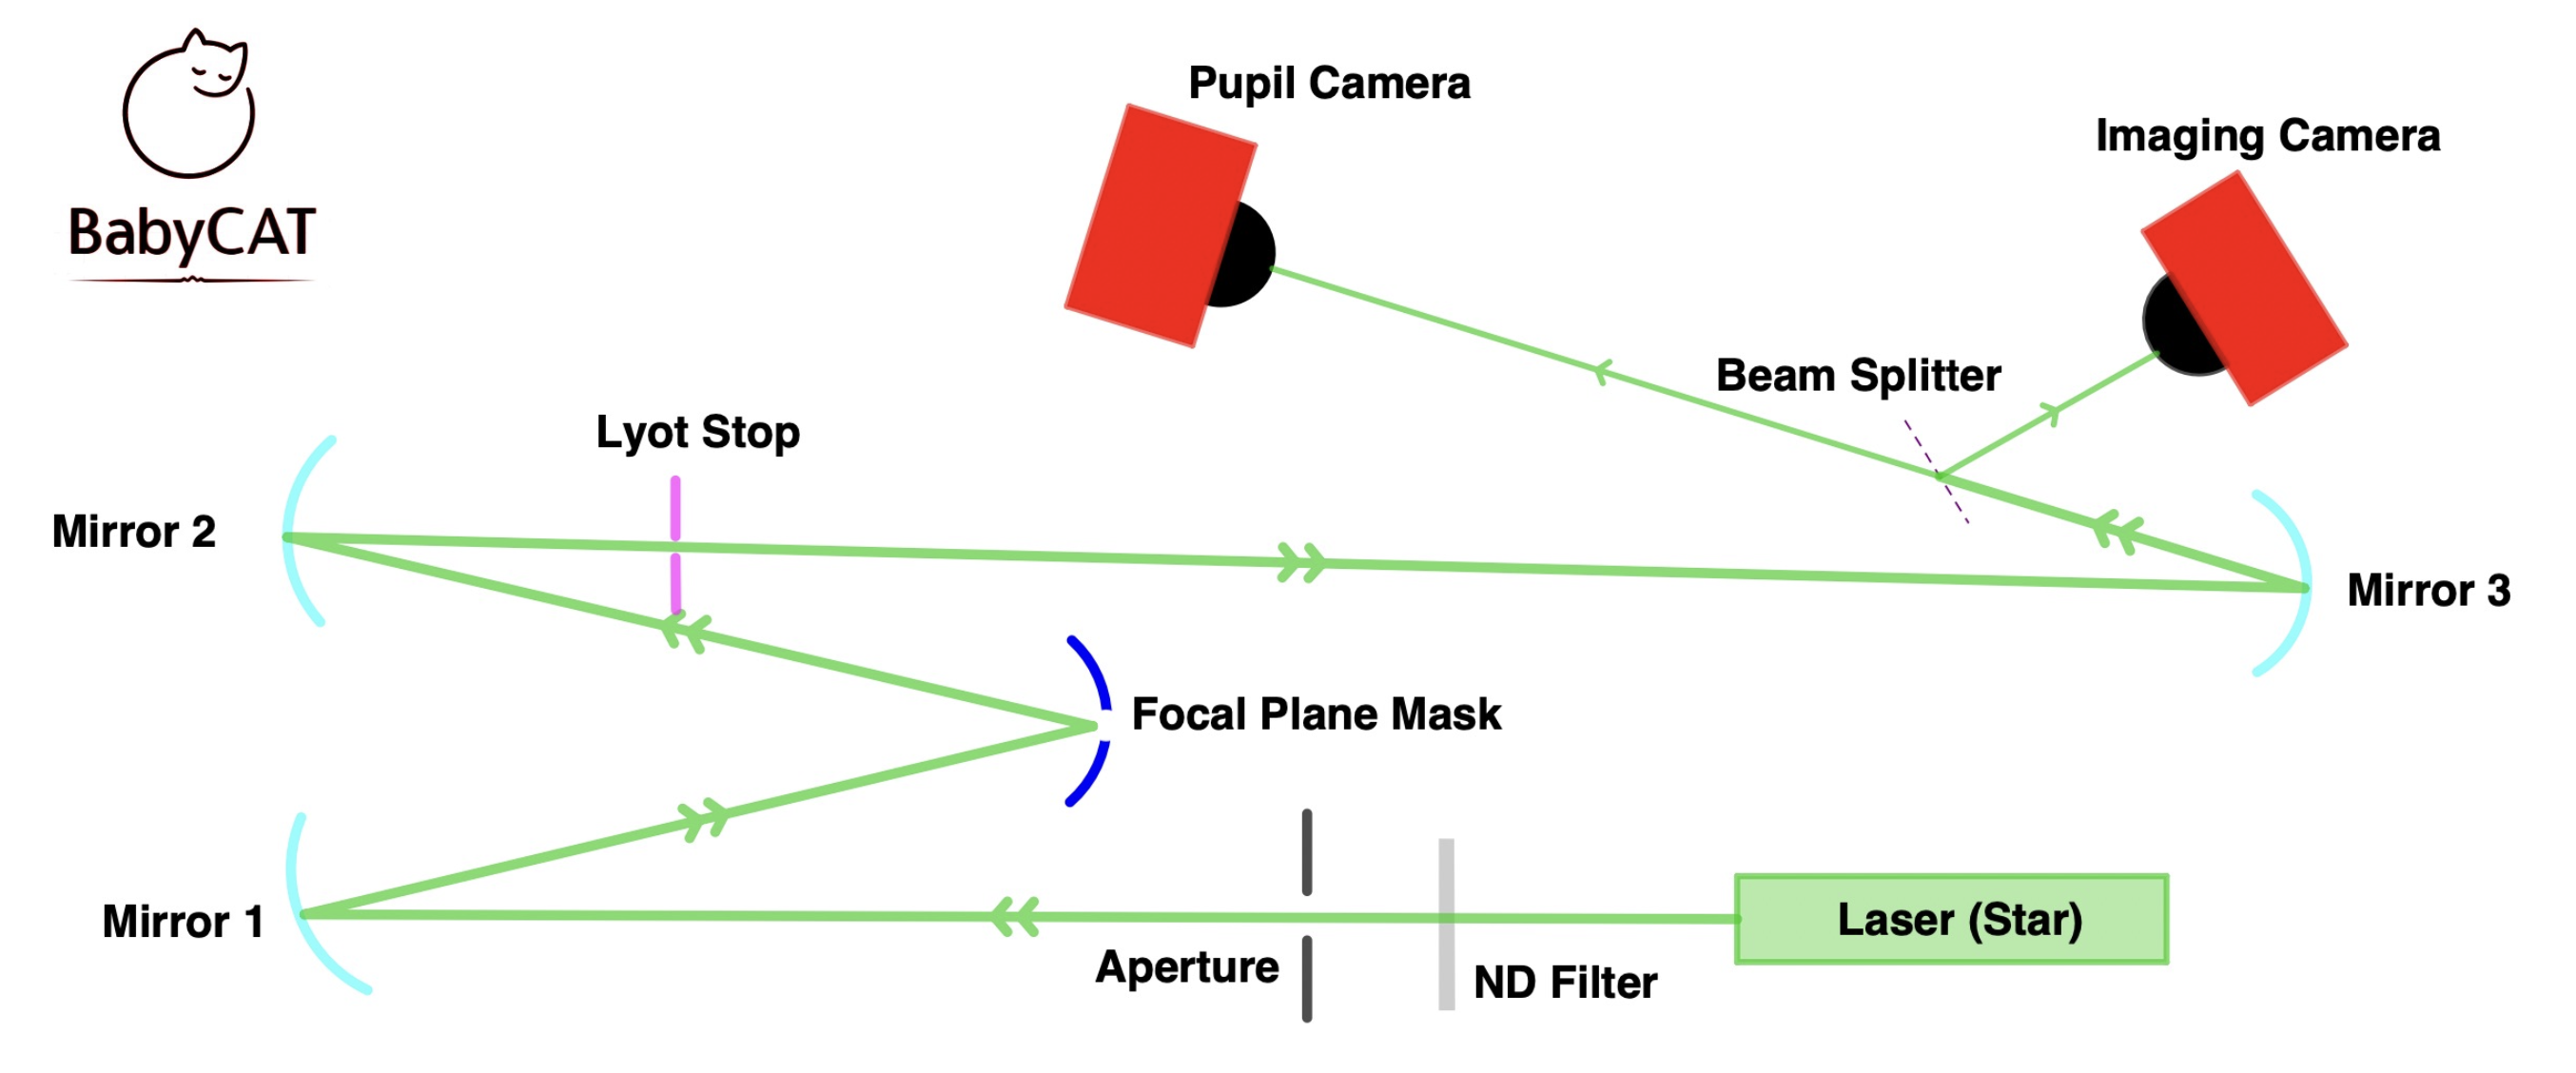 Pupil Camera
Imaging Camera
BabyCAT
Beam Splitter
Lyot Stop
Mirror 2
Mirror 3
Focal Plane Mask
Mirror 1
Laser (Star)
Aperture
ND Filter